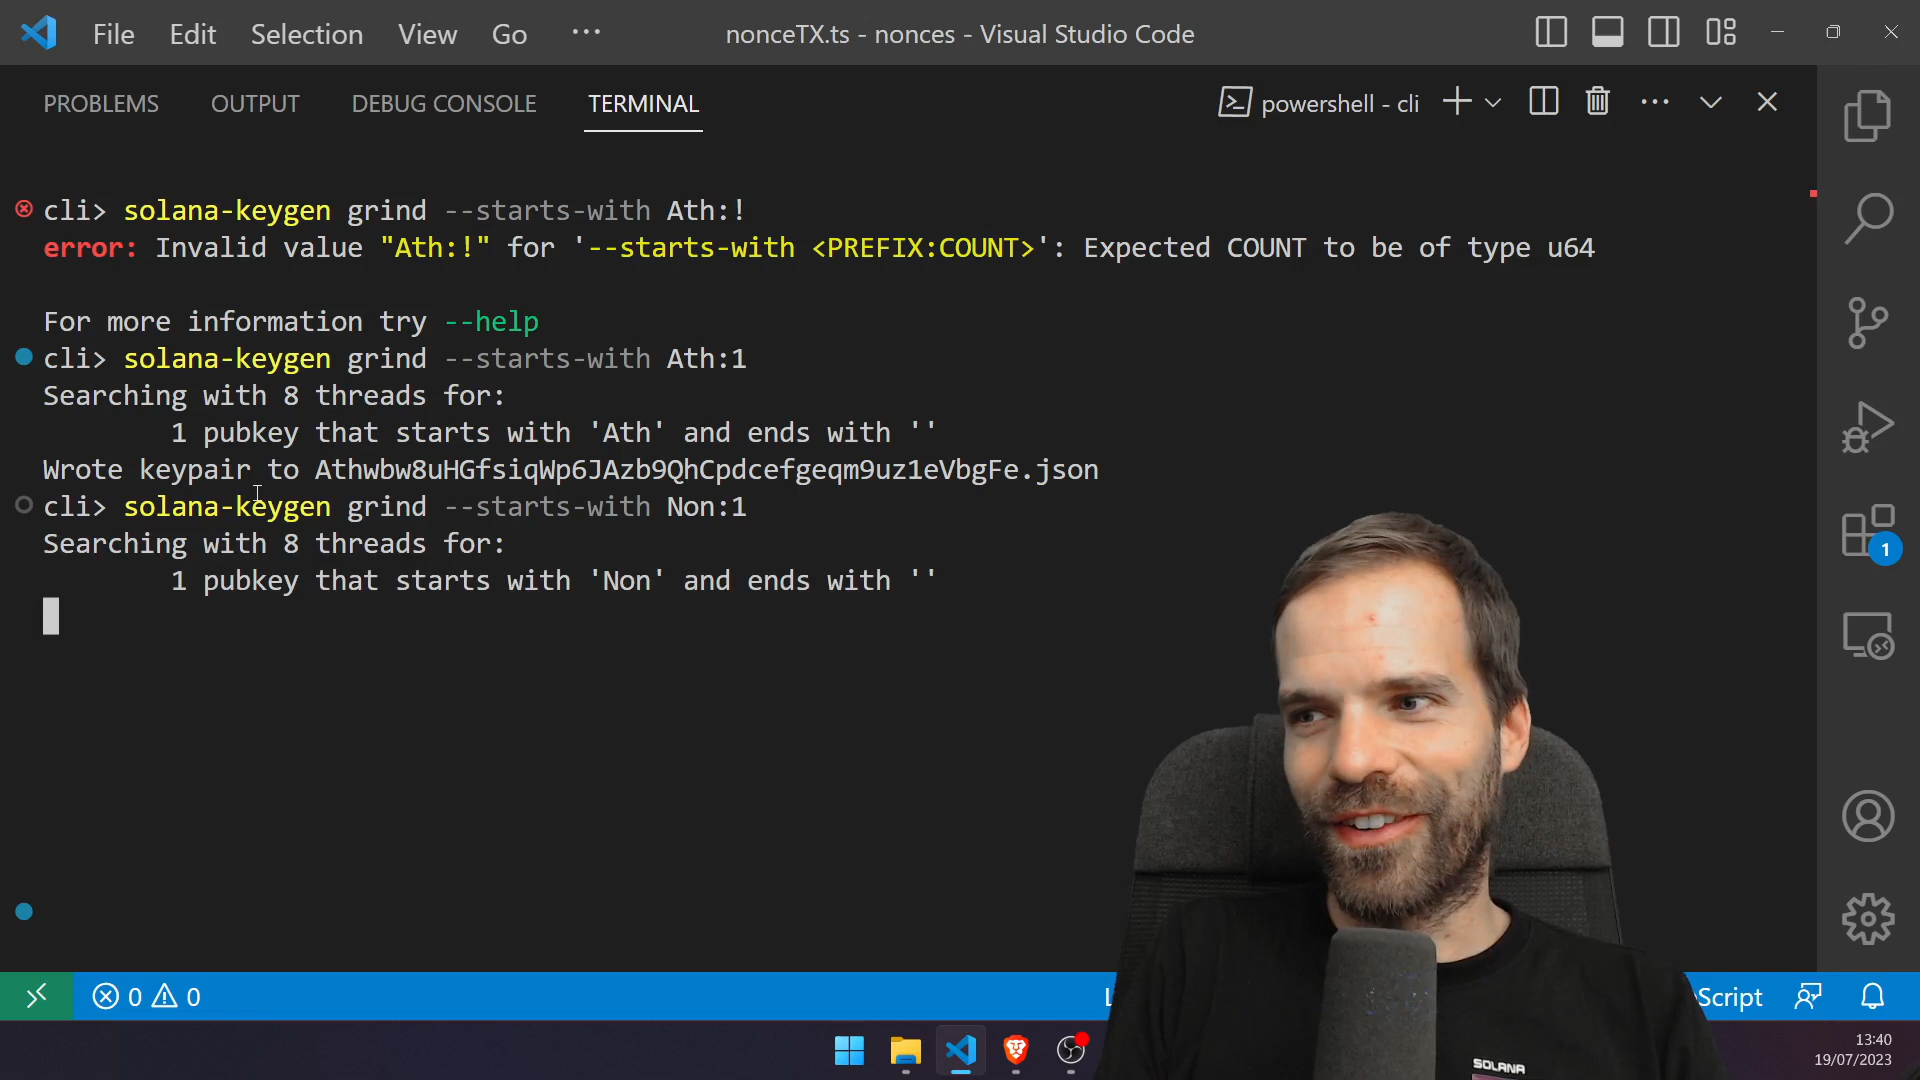 File Edit Selection View Go ··· nonceTX.ts - nonces - Visual Studio Code
PROBLEMS OUTPUT DEBUG CONSOLE TERMINAL powershell - cli
cli> solana-keygen grind --starts-with Ath:!
error: Invalid value "Ath:!" for '--starts-with <PREFIX:COUNT>': Expected COUNT to be of type u64
For more information try --help
cli> solana-keygen grind --starts-with Ath:1
Searching with 8 threads for:
1 pubkey that starts with 'Ath' and ends with ''
Wrote keypair to Athwbw8uHGfsiqWp6JAzb9QhCpdcefgeqm9uz1eVbgFe.json
cli> solana-keygen grind --starts-with Non:1
Searching with 8 threads for:
1 pubkey that starts with 'Non' and ends with ''
1
0 0 Script
13:40
19/07/2023
SOLANA